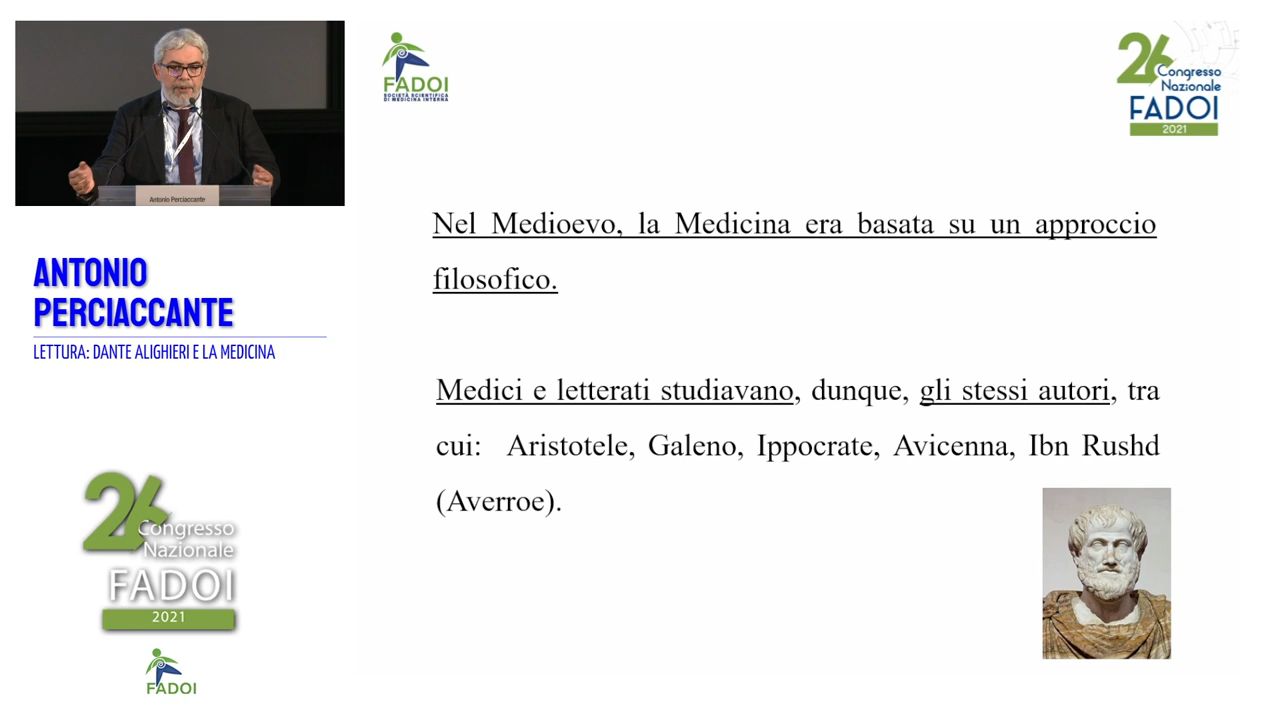 Antonio Perciaccante
ANTONIO
PERCIACCANTE
LETTURA: DANTE ALIGHIERI E LA MEDICINA
26
Congresso
Nazionale
FADOI
2021
FADOI
FADOI
SOCIETÀ SCIENTIFICA
DI MEDICINA INTERNA
26
Congresso
Nazionale
FADOI
2021
Nel Medioevo, la Medicina era basata su un approccio
filosofico.
Medici e letterati studiavano, dunque, gli stessi autori, tra
cui: Aristotele, Galeno, Ippocrate, Avicenna, Ibn Rushd
(Averroe).